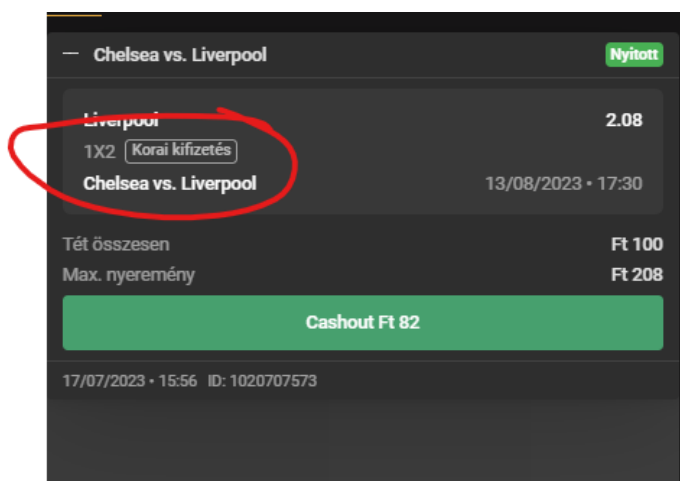 — Chelsea vs. Liverpool Nyitott
Liverpool 2.08
1X2 Korai kifizetés
Chelsea vs. Liverpool 13/08/2023 • 17:30
Tét összesen Ft 100
Max. nyeremény Ft 208
Cashout Ft 82
17/07/2023 • 15:56 ID: 1020707573